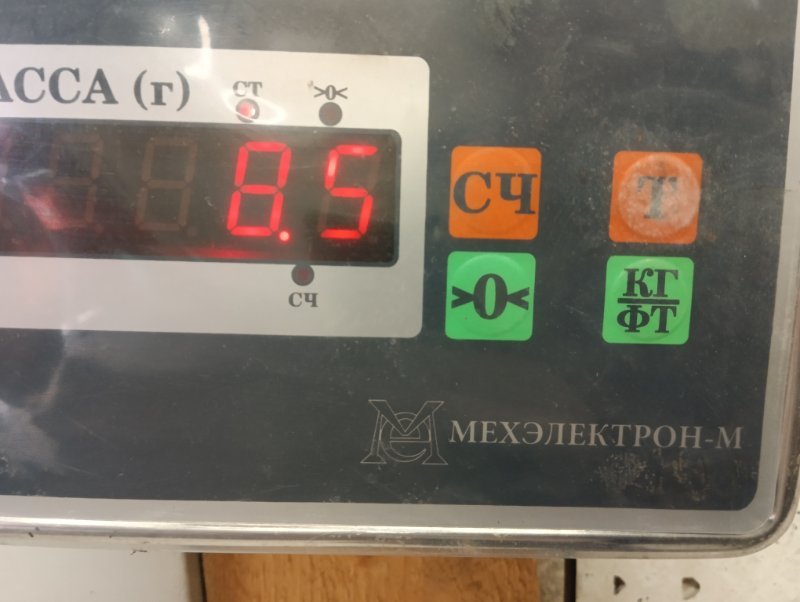 АССА (г)
СТ >0<
8.5
СЧ Т
>0< КГ
ФТ
СЧ
МЕХЭЛЕКТРОН-М